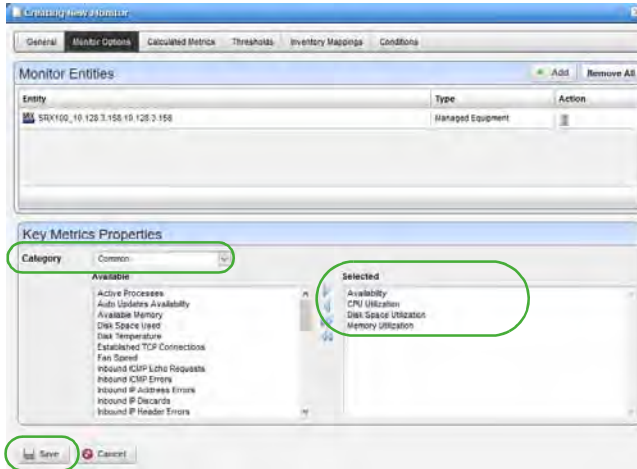 Creating New Monitor
General Monitor Options Calculated Metrics Thresholds Inventory Mappings Conditions
Monitor Entities Add Remove All
Entity Type Action
SRX100_10.128.3.158:10.128.3.158 Managed Equipment
Key Metrics Properties
Category Common
Available Selected
Active Processes Availability
Auto Updates Availability CPU Utilization
Available Memory Disk Space Utilization
Disk Space Used Memory Utilization
Disk Temperature
Established TCP Connections
Fan Speed
Inbound ICMP Echo Requests
Inbound ICMP Errors
Inbound IP Address Errors
Inbound IP Discards
Inbound IP Header Errors
Save Cancel